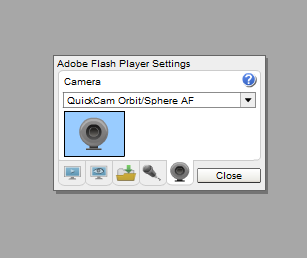 Adobe Flash Player Settings
Camera
?
QuickCam Orbit/Sphere AF
Close